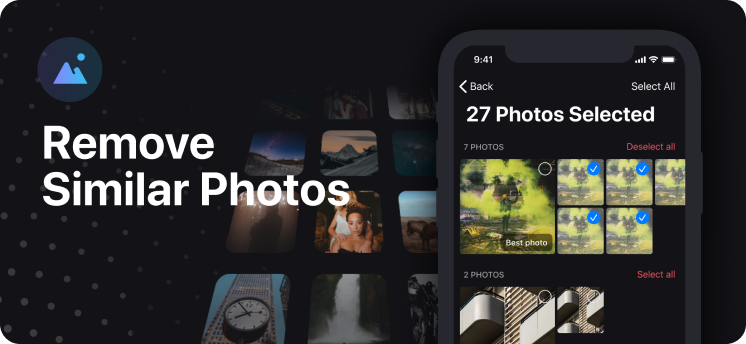 Remove
Similar Photos
9:41
Back
Select All
27 Photos Selected
7 PHOTOS
Deselect all
Best photo
2 PHOTOS
Select all